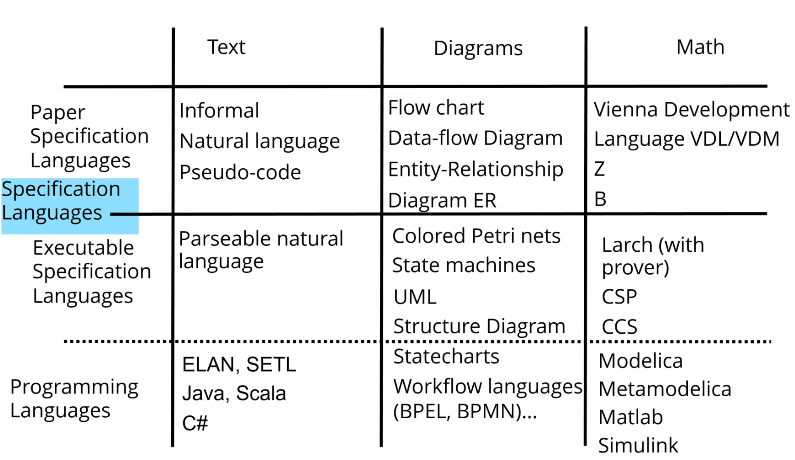 Text
Diagrams
Math
Paper
Specification
Languages
Informal
Natural language
Pseudo-code
Flow chart
Data-flow Diagram
Entity-Relationship
Diagram ER
Vienna Development
Language VDL/VDM
Z
B
Specification
Languages
Executable
Specification
Languages
Parseable natural
language
Colored Petri nets
State machines
UML
Structure Diagram
Larch (with
prover)
CSP
CCS
Programming
Languages
ELAN, SETL
Java, Scala
C#
Statecharts
Workflow languages
(BPEL, BPMN)...
Modelica
Metamodelica
Matlab
Simulink